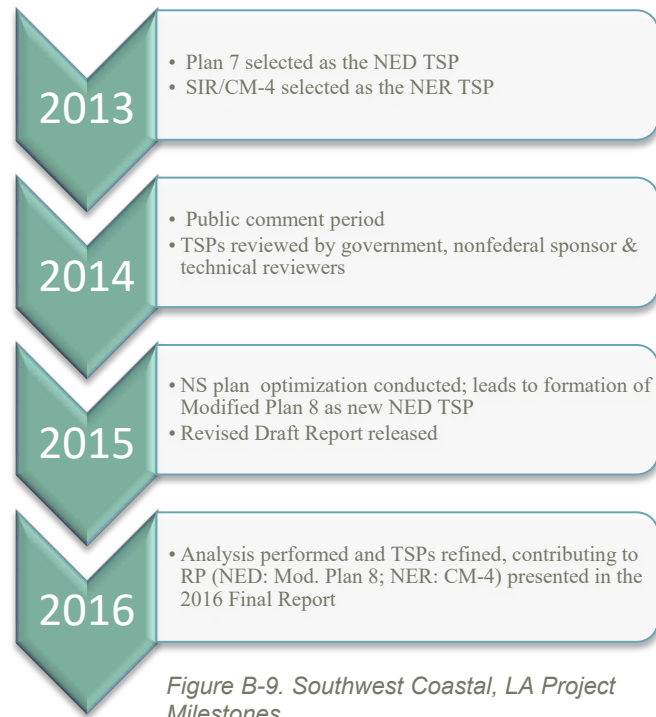 2013
• Plan 7 selected as the NED TSP
• SIR/CM-4 selected as the NER TSP
2014
• Public comment period
• TSPs reviewed by government, nonfederal sponsor &
technical reviewers
2015
• NS plan optimization conducted; leads to formation of
Modified Plan 8 as new NED TSP
• Revised Draft Report released
2016
• Analysis performed and TSPs refined, contributing to
RP (NED: Mod. Plan 8; NER: CM-4) presented in the
2016 Final Report
Figure B-9. Southwest Coastal, LA Project
Milestones